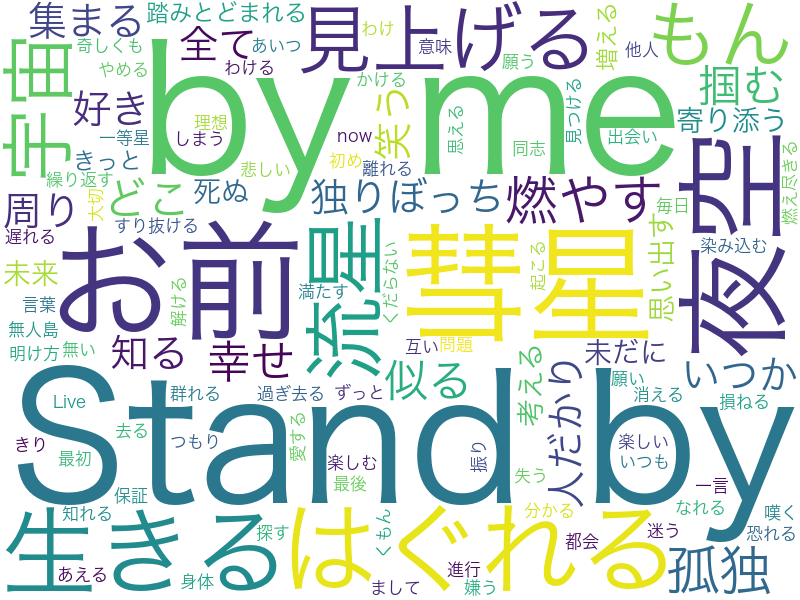 集まる
奇しくも
踏みとどまれる
全て
あいつ
わける
やめる
見上げる
わけ
意味
願う
増える
他人
もん
宇宙
by me
好き
一等星
しまう
理想
now
かける
初め
笑う
思える
同志
見つける
出会い
掴む
寄り添う
きっと
繰り返す
悲しい
離れる
夜空
燃え尽きる
周り
大切
どこ
死ぬ
独りぼっち
燃やす
毎日
遅れる
すり抜ける
お前
流星
彗星
思い出す
染み込む
未来
言葉
無人島
明け方
無い
知る
解ける
満たす
くだらない
起こる
幸せ
互い
問題
未だに
いつか
似る
考える
人だかり
願い
消える
損ねる
Stand by
Live
群れる
過ぎ去る
ずっと
きり
去る
つもり
愛する
楽しむ
振り
楽しい
いつも
最初
最後
失う
保証
一言
生きる
知れる
探す
はぐれる
くもん
分かる
なれる
嘆く
恐れる
迷う
都会
孤独
あえる
身体
まして
進行
嫌う